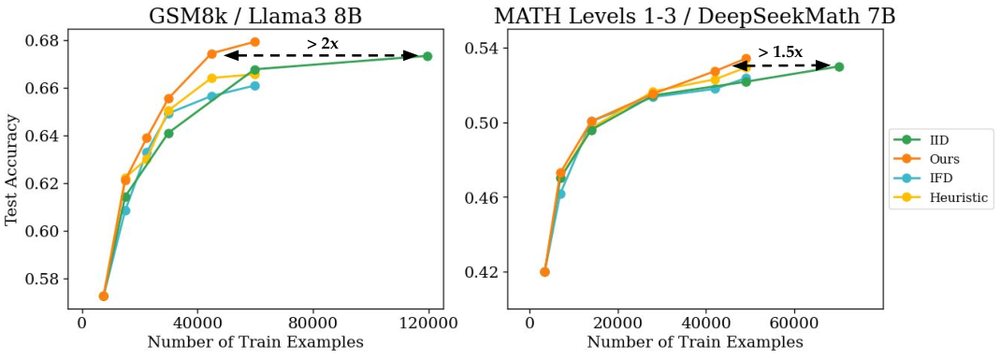 GSM8k / Llama3 8B
Test Accuracy
0.68
0.66
0.64
0.62
0.60
0.58
> 2x
0
40000
80000
120000
Number of Train Examples
MATH Levels 1-3 / DeepSeekMath 7B
0.54
0.50
0.46
0.42
> 1.5x
0
20000
40000
60000
Number of Train Examples
IID
Ours
IFD
Heuristic